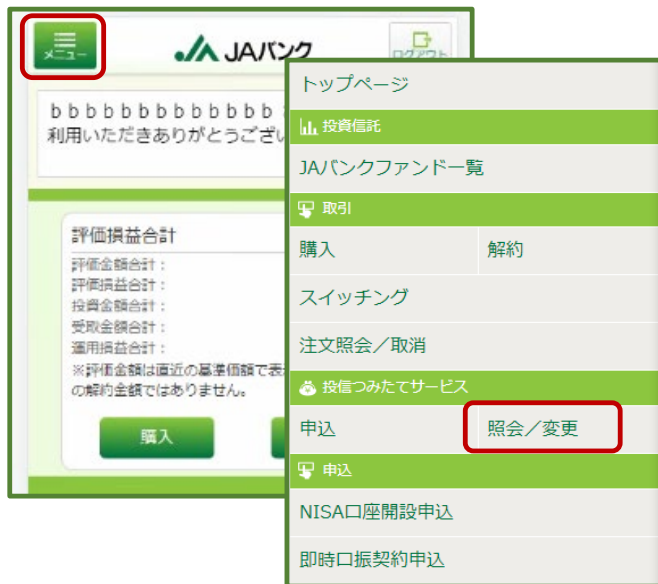 メニュー
JAバンク
ログアウト
bbbbbbbbbbbbb
利用いただきありがとうござい
評価損益合計
評価金額合計：
評価損益合計：
投資金額合計：
受取金額合計：
運用損益合計：
※評価金額は直近の基準価額で表
の解約金額ではありません。
購入
トップページ
投資信託
JAバンクファンド一覧
取引
購入 解約
スイッチング
注文照会／取消
投信つみたてサービス
申込 照会／変更
申込
NISA口座開設申込
即時口振契約申込